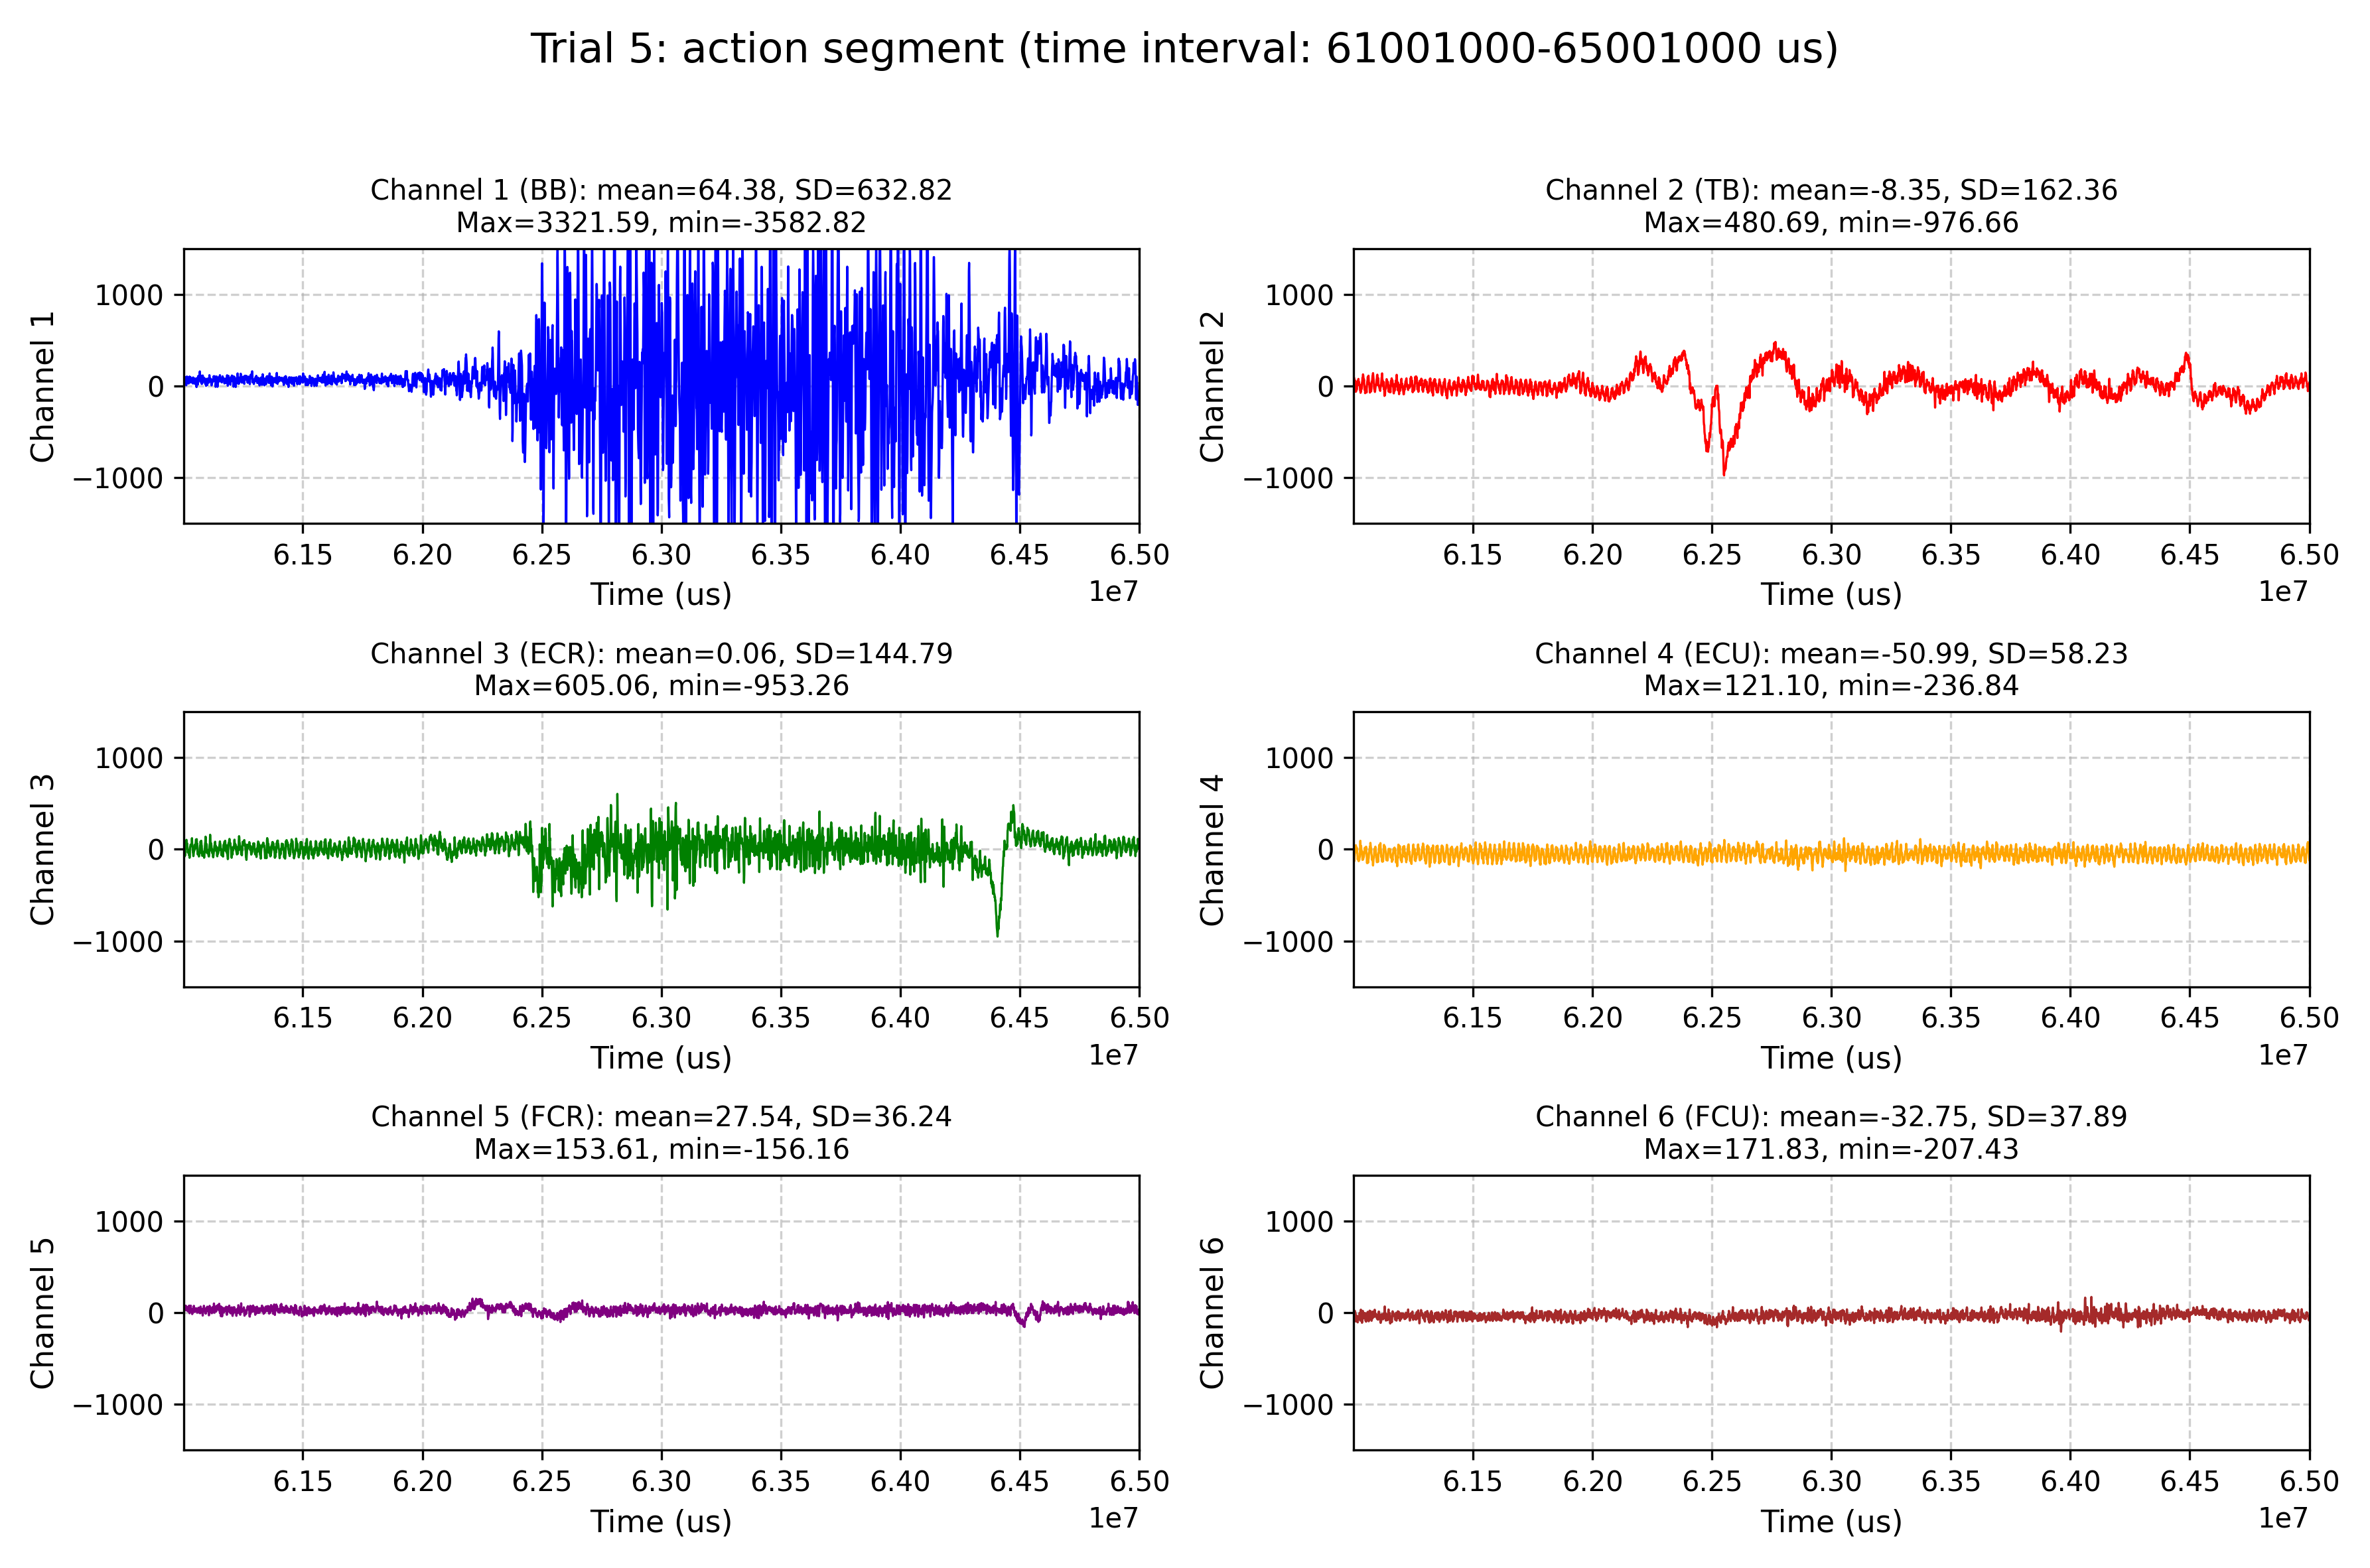 Trial 5: action segment (time interval: 61001000-65001000 us)
Channel 1 (BB): mean=64.38, SD=632.82
Max=3321.59, min=-3582.82
Channel 1
1000
0
−1000
6.15 6.20 6.25 6.30 6.35 6.40 6.45 6.50
Time (us)
1e7
Channel 2 (TB): mean=-8.35, SD=162.36
Max=480.69, min=-976.66
Channel 2
1000
0
−1000
6.15 6.20 6.25 6.30 6.35 6.40 6.45 6.50
Time (us)
1e7
Channel 3 (ECR): mean=0.06, SD=144.79
Max=605.06, min=-953.26
Channel 3
1000
0
−1000
6.15 6.20 6.25 6.30 6.35 6.40 6.45 6.50
Time (us)
1e7
Channel 4 (ECU): mean=-50.99, SD=58.23
Max=121.10, min=-236.84
Channel 4
1000
0
−1000
6.15 6.20 6.25 6.30 6.35 6.40 6.45 6.50
Time (us)
1e7
Channel 5 (FCR): mean=27.54, SD=36.24
Max=153.61, min=-156.16
Channel 5
1000
0
−1000
6.15 6.20 6.25 6.30 6.35 6.40 6.45 6.50
Time (us)
1e7
Channel 6 (FCU): mean=-32.75, SD=37.89
Max=171.83, min=-207.43
Channel 6
1000
0
−1000
6.15 6.20 6.25 6.30 6.35 6.40 6.45 6.50
Time (us)
1e7